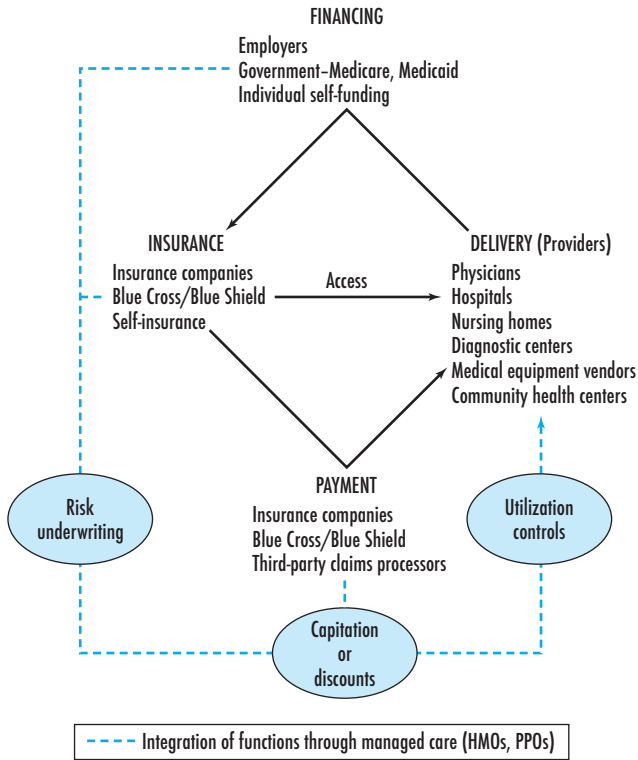 FINANCING
Employers
Government–Medicare, Medicaid
Individual self-funding
INSURANCE
Insurance companies
Blue Cross/Blue Shield
Self-insurance
Access
DELIVERY (Providers)
Physicians
Hospitals
Nursing homes
Diagnostic centers
Medical equipment vendors
Community health centers
Risk
underwriting
PAYMENT
Insurance companies
Blue Cross/Blue Shield
Third-party claims processors
Utilization
controls
Capitation
or
discounts
Integration of functions through managed care (HMOs, PPOs)